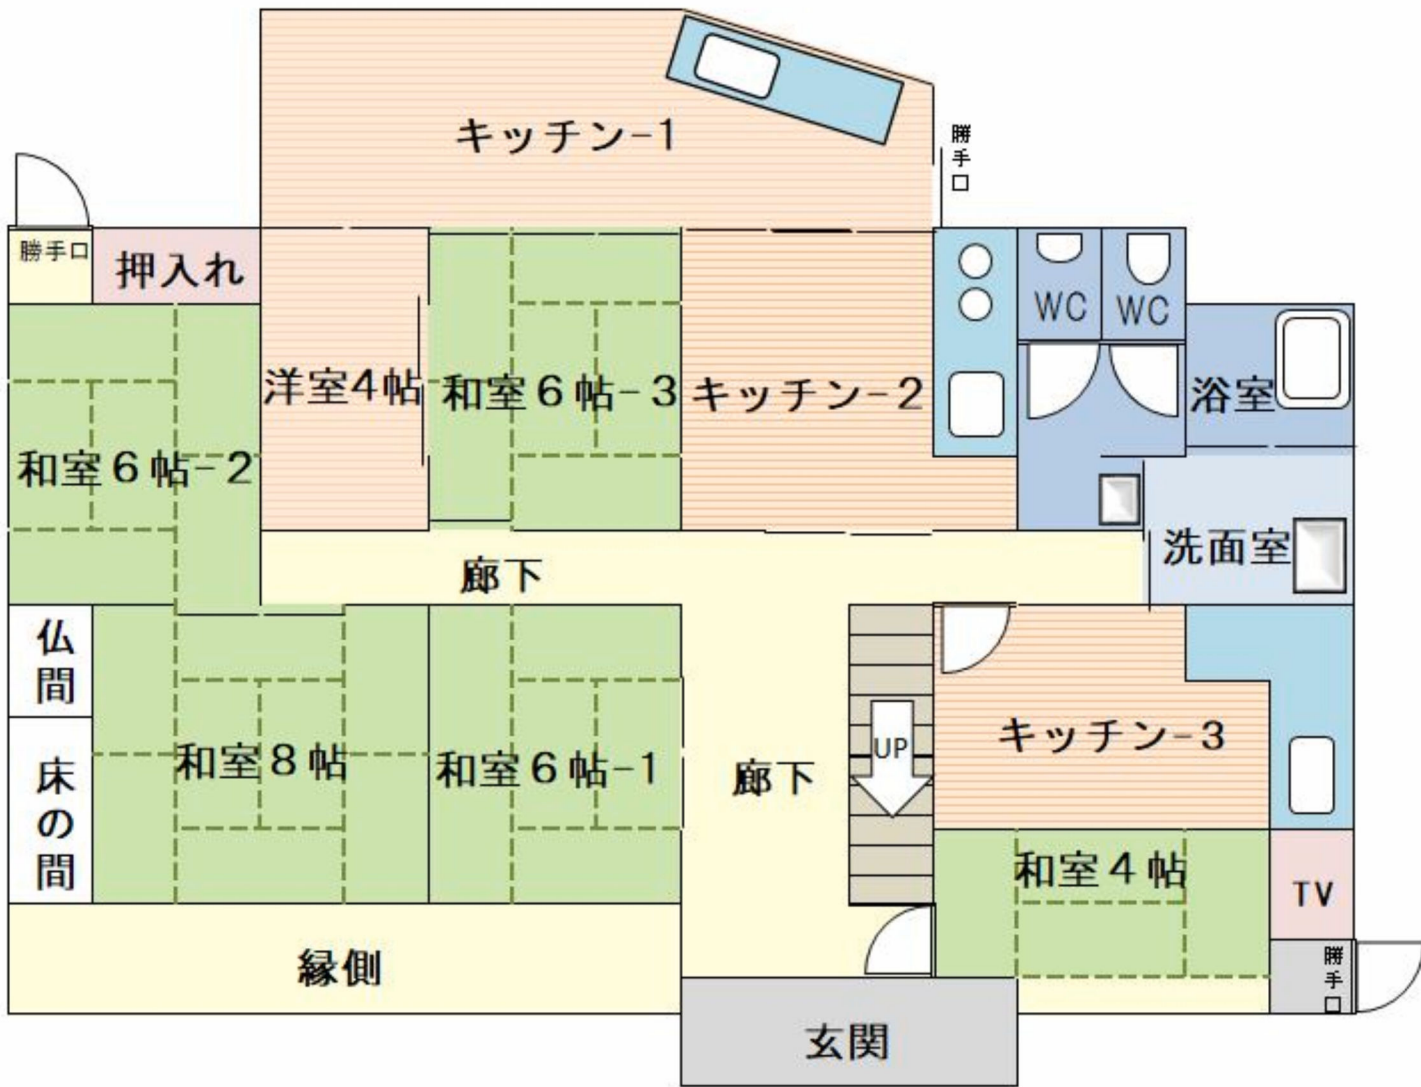 キッチン-1
勝手口
勝手口
押入れ
WC
WC
洋室4帖
和室6帖-3
キッチン-2
浴室
和室6帖-2
洗面室
廊下
仏間
キッチン-3
和室8帖
和室6帖-1
廊下
UP
床の間
和室4帖
TV
縁側
勝手口
玄関